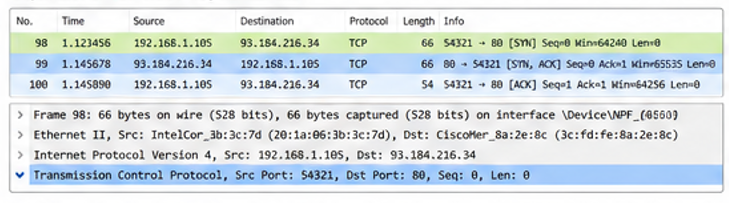 No. Time Source Destination Protocol Length Info
98 1.123456 192.168.1.105 93.184.216.34 TCP 66 54321 → 80 [SYN] Seq=0 Win=64240 Len=0
99 1.145678 93.184.216.34 192.168.1.105 TCP 66 80 → 54321 [SYN, ACK] Seq=0 Ack=1 Win=65535 Len=0
100 1.145890 192.168.1.105 93.184.216.34 TCP 54 54321 → 80 [ACK] Seq=1 Ack=1 Win=64256 Len=0
Frame 98: 66 bytes on wire (528 bits), 66 bytes captured (528 bits) on interface \Device\NPF_{0560}
Ethernet II, Src: IntelCor_3b:3c:7d (20:1a:06:3b:3c:7d), Dst: CiscoMer_8a:2e:8c (3c:fd:fe:8a:2e:8c)
Internet Protocol Version 4, Src: 192.168.1.105, Dst: 93.184.216.34
Transmission Control Protocol, Src Port: 54321, Dst Port: 80, Seq: 0, Len: 0